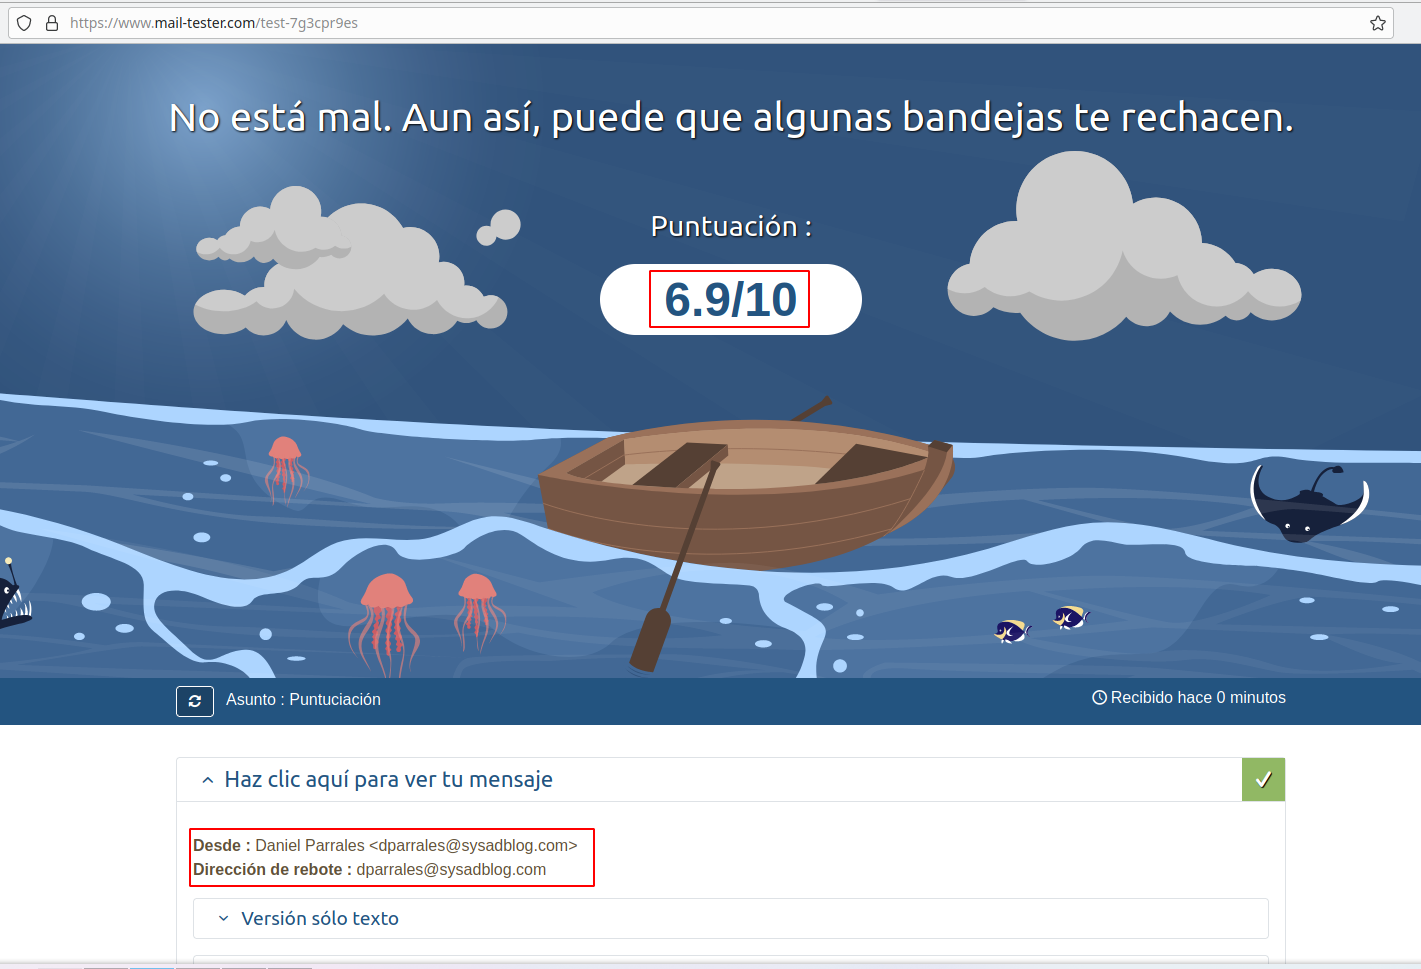 https://www.mail-tester.com/test-7g3cpr9es
No está mal. Aun así, puede que algunas bandejas te rechacen.
Puntuación :
6.9/10
Asunto : Puntuciación
Recibido hace 0 minutos
Haz clic aquí para ver tu mensaje
Desde : Daniel Parrales <dparrales@sysadblog.com>
Dirección de rebote : dparrales@sysadblog.com
Versión sólo texto